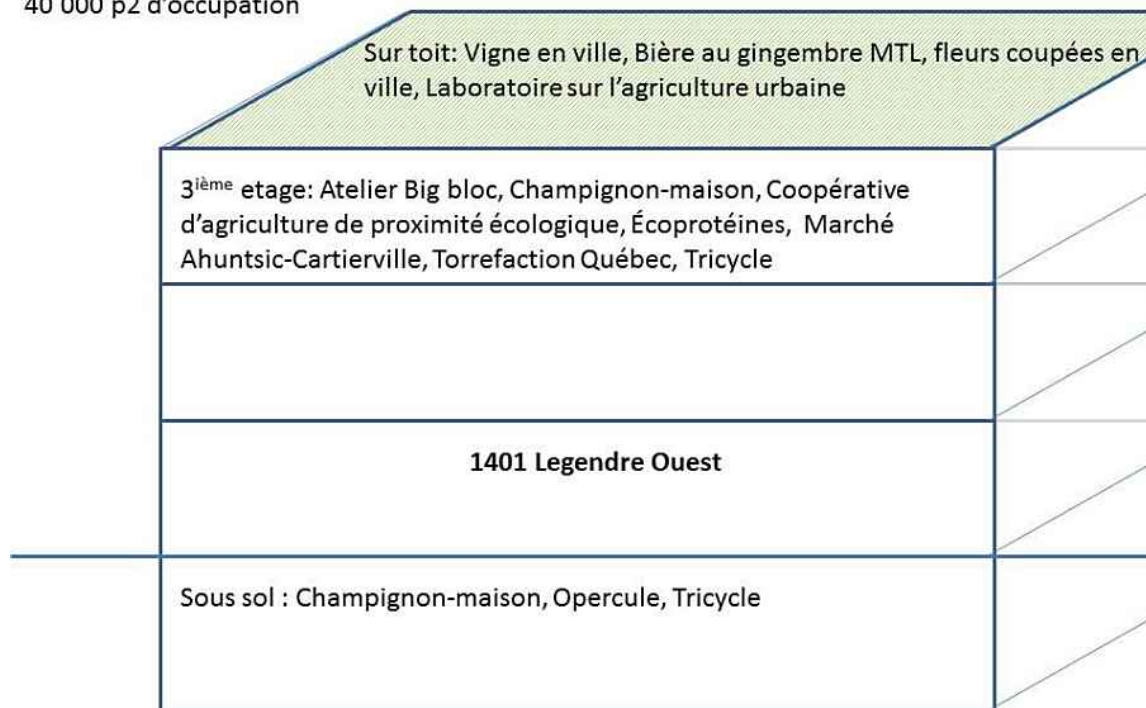 40 000 p2 d'occupation
Sur toit: Vigne en ville, Bière au gingembre MTL, fleurs coupées en
ville, Laboratoire sur l'agriculture urbaine
3ième etage: Atelier Big bloc, Champignon-maison, Coopérative
d'agriculture de proximité écologique, Écoprotéines, Marché
Ahuntsic-Cartierville, Torrefaction Québec, Tricycle
1401 Legendre Ouest
Sous sol : Champignon-maison, Opercule, Tricycle